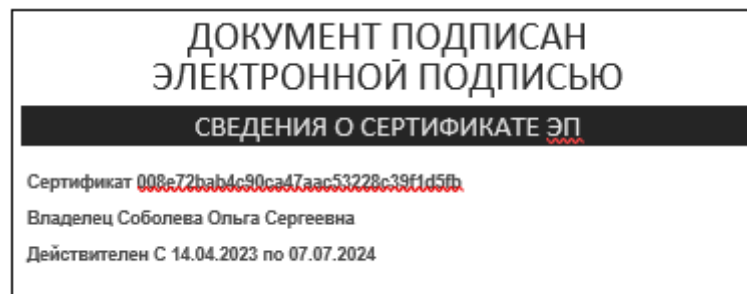 ДОКУМЕНТ ПОДПИСАН
ЭЛЕКТРОННОЙ ПОДПИСЬЮ
СВЕДЕНИЯ О СЕРТИФИКАТЕ ЭП
Сертификат 008e72bab4c90ca47aac53228c39f1d5fb
Владелец Соболева Ольга Сергеевна
Действителен С 14.04.2023 по 07.07.2024